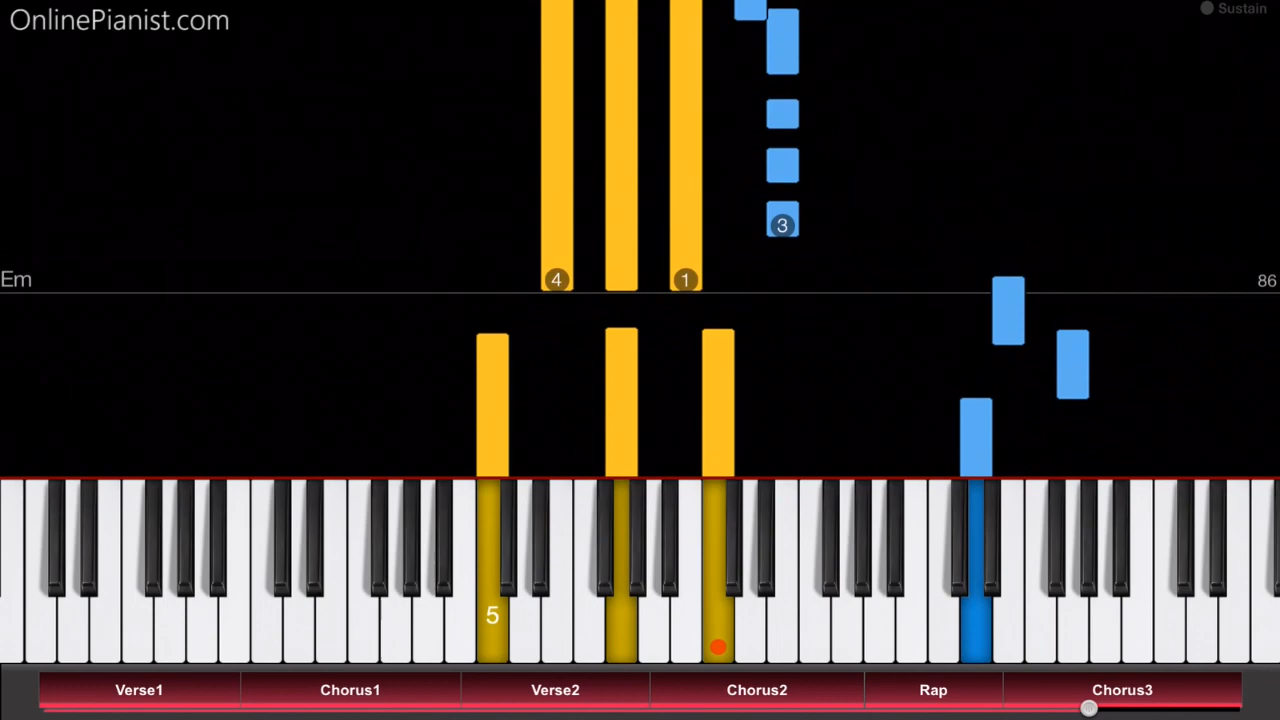 OnlinePianist.com
Sustain
3
4
1
Em
86
5
Verse1
Chorus1
Verse2
Chorus2
Rap
Chorus3